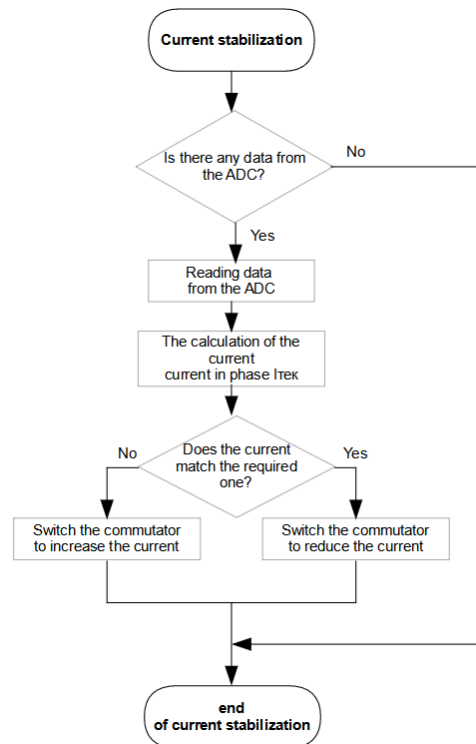 Current stabilization
Is there any data from
the ADC?
No
Yes
Reading data
from the ADC
The calculation of the
current
current in phase Iтек
No
Does the current
match the required
one?
Yes
Switch the commutator
to increase the current
Switch the commutator
to reduce the current
end
of current stabilization